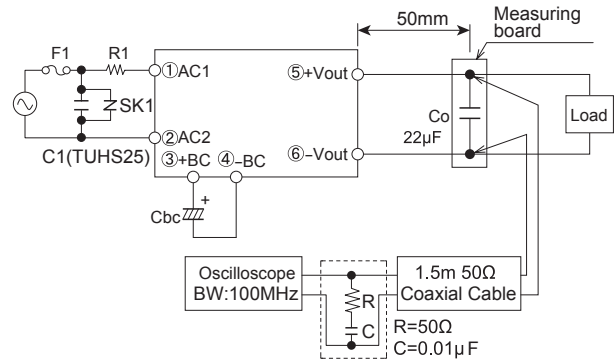 50mm
Measuring
board
F1
R1
①AC1
⑤+Vout
SK1
Co
Load
②AC2
⑥–Vout
22μF
C1(TUHS25)
③+BC ④–BC
+
Cbc
Oscilloscope
BW:100MHz
R
C
1.5m 50Ω
Coaxial Cable
R=50Ω
C=0.01μF